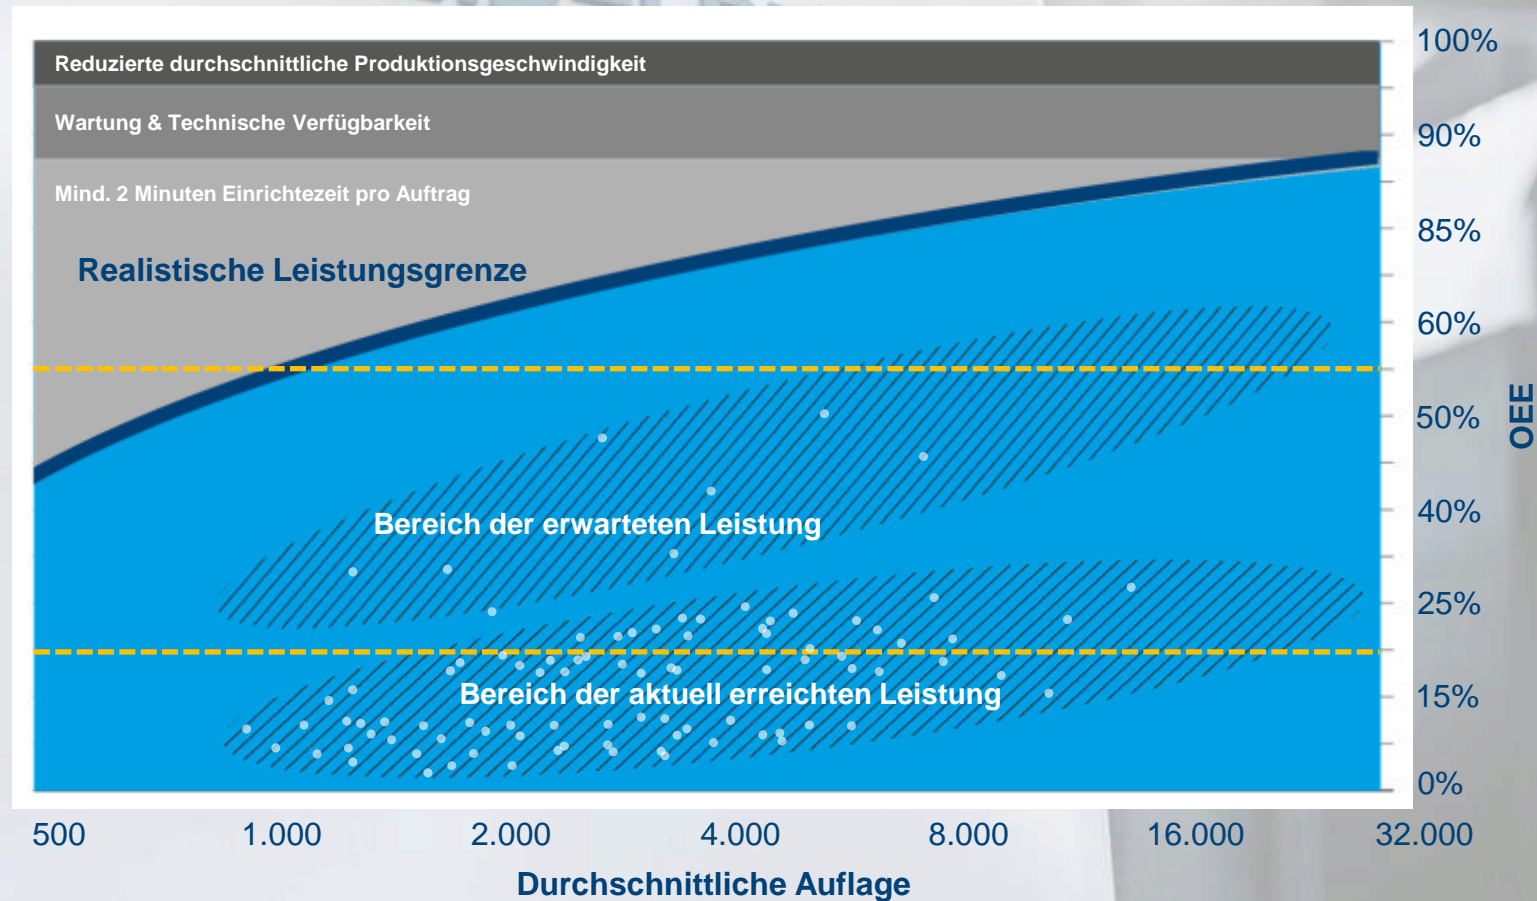 Reduzierte durchschnittliche Produktionsgeschwindigkeit
Wartung & Technische Verfügbarkeit
Mind. 2 Minuten Einrichtezeit pro Auftrag
Realistische Leistungsgrenze
Bereich der erwarteten Leistung
Bereich der aktuell erreichten Leistung
100%
90%
85%
60%
50%
40%
25%
15%
0%
OEE
500 1.000 2.000 4.000 8.000 16.000 32.000
Durchschnittliche Auflage